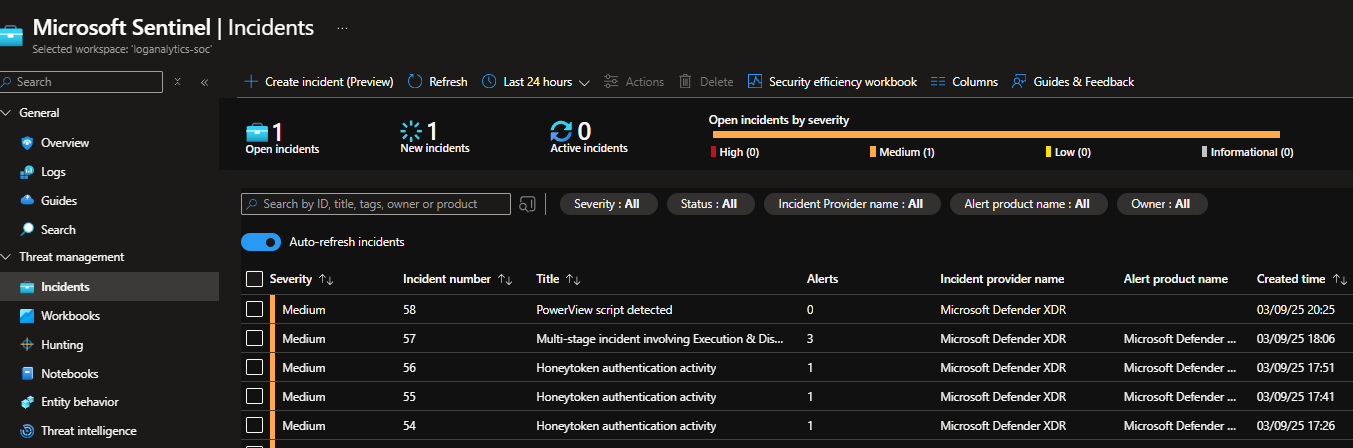 Microsoft Sentinel | Incidents ...
Selected workspace: 'loganalytics-soc'
Search
General
Overview
Logs
Guides
Search
Threat management
Incidents
Workbooks
Hunting
Notebooks
Entity behavior
Threat intelligence
Create incident (Preview) Refresh Last 24 hours Actions Delete Security efficiency workbook Columns Guides & Feedback
1 Open incidents
1 New incidents
0 Active incidents
Open incidents by severity
High (0) Medium (1) Low (0) Informational (0)
Search by ID, title, tags, owner or product Severity : All Status : All Incident Provider name : All Alert product name : All Owner : All
Auto-refresh incidents
Severity Incident number Title Alerts Incident provider name Alert product name Created time
Medium 58 PowerView script detected 0 Microsoft Defender XDR 03/09/25 20:25
Medium 57 Multi-stage incident involving Execution & Dis... 3 Microsoft Defender XDR Microsoft Defender ... 03/09/25 18:06
Medium 56 Honeytoken authentication activity 1 Microsoft Defender XDR Microsoft Defender ... 03/09/25 17:51
Medium 55 Honeytoken authentication activity 1 Microsoft Defender XDR Microsoft Defender ... 03/09/25 17:41
Medium 54 Honeytoken authentication activity 1 Microsoft Defender XDR Microsoft Defender ... 03/09/25 17:26